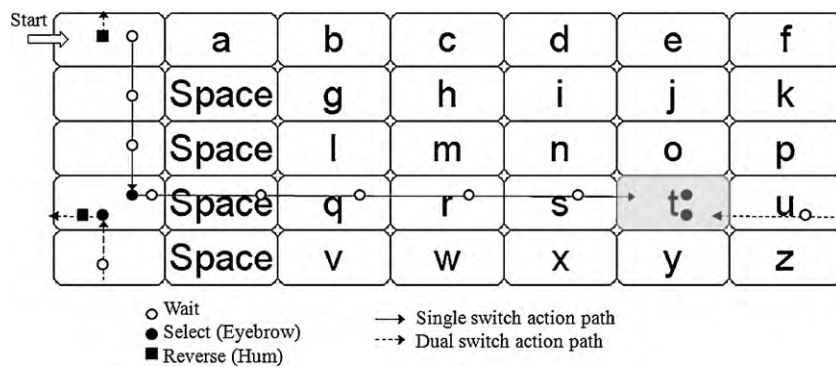 Start
a b c d e f
Space g h i j k
Space l m n o p
Space q r s t u
Space v w x y z
Wait
Select (Eyebrow)
Reverse (Hum)
Single switch action path
Dual switch action path